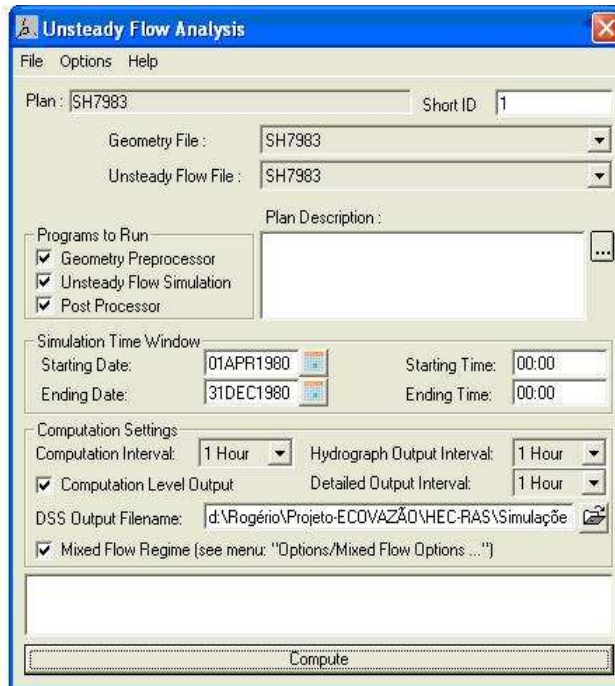 Unsteady Flow Analysis
File Options Help
Plan : SH7983 Short ID 1
Geometry File : SH7983
Unsteady Flow File : SH7983
Plan Description :
Programs to Run
Geometry Preprocessor
Unsteady Flow Simulation
Post Processor
...
Simulation Time Window
Starting Date: 01APR1980 Starting Time: 00:00
Ending Date: 31DEC1980 Ending Time: 00:00
Computation Settings
Computation Interval: 1 Hour Hydrograph Output Interval: 1 Hour
Computation Level Output Detailed Output Interval: 1 Hour
DSS Output Filename: d:\Rogério\Projeto-ECOVAZÃO\HEC-RAS\Simulaçõe
Mixed Flow Regime (see menu: "Options/Mixed Flow Options ...")
Compute